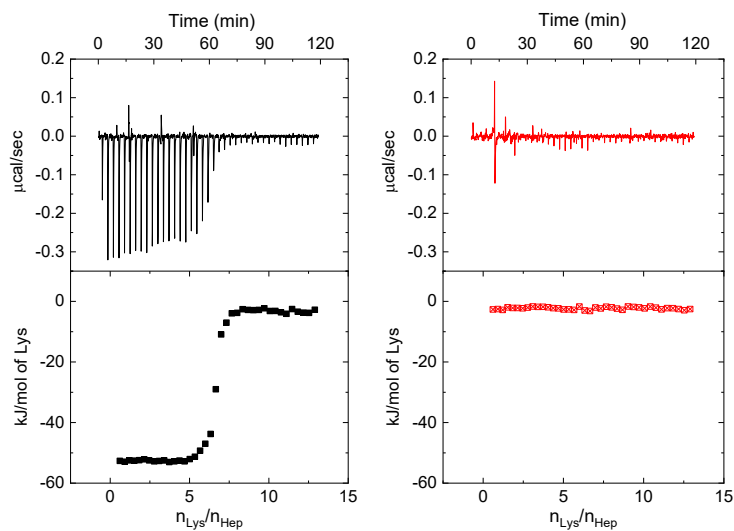 Time (min)
0 30 60 90 120
0.2
0.1
0.0
-0.1
-0.2
-0.3
μcal/sec
0
-20
-40
-60
kJ/mol of Lys
0 5 10 15
nLys/nHep
Time (min)
0 30 60 90 120
0.2
0.1
0.0
-0.1
-0.2
-0.3
μcal/sec
0
-20
-40
-60
kJ/mol of Lys
0 5 10 15
nLys/nHep